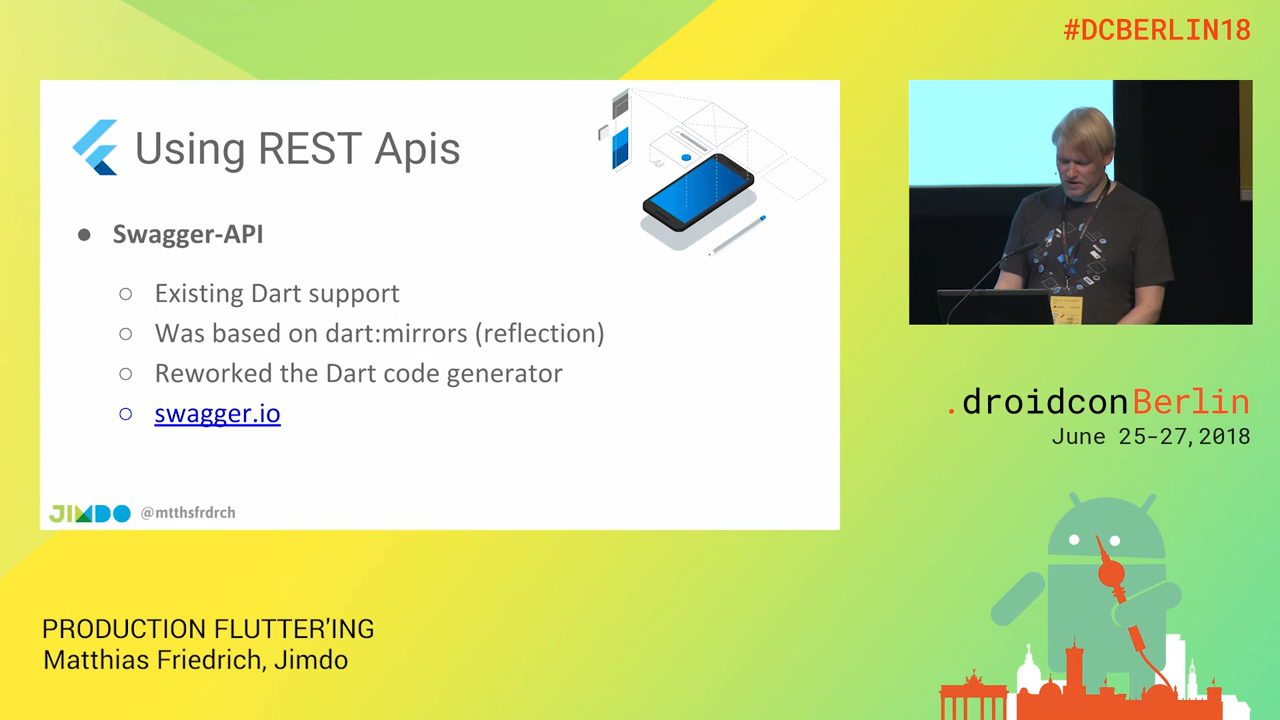 #DCBERLIN18
Using REST Apis
● Swagger-API
○ Existing Dart support
○ Was based on dart:mirrors (reflection)
○ Reworked the Dart code generator
○ swagger.io
JIMDO @mtthsfrdrch
.droidconBerlin
June 25-27, 2018
PRODUCTION FLUTTER'ING
Matthias Friedrich, Jimdo